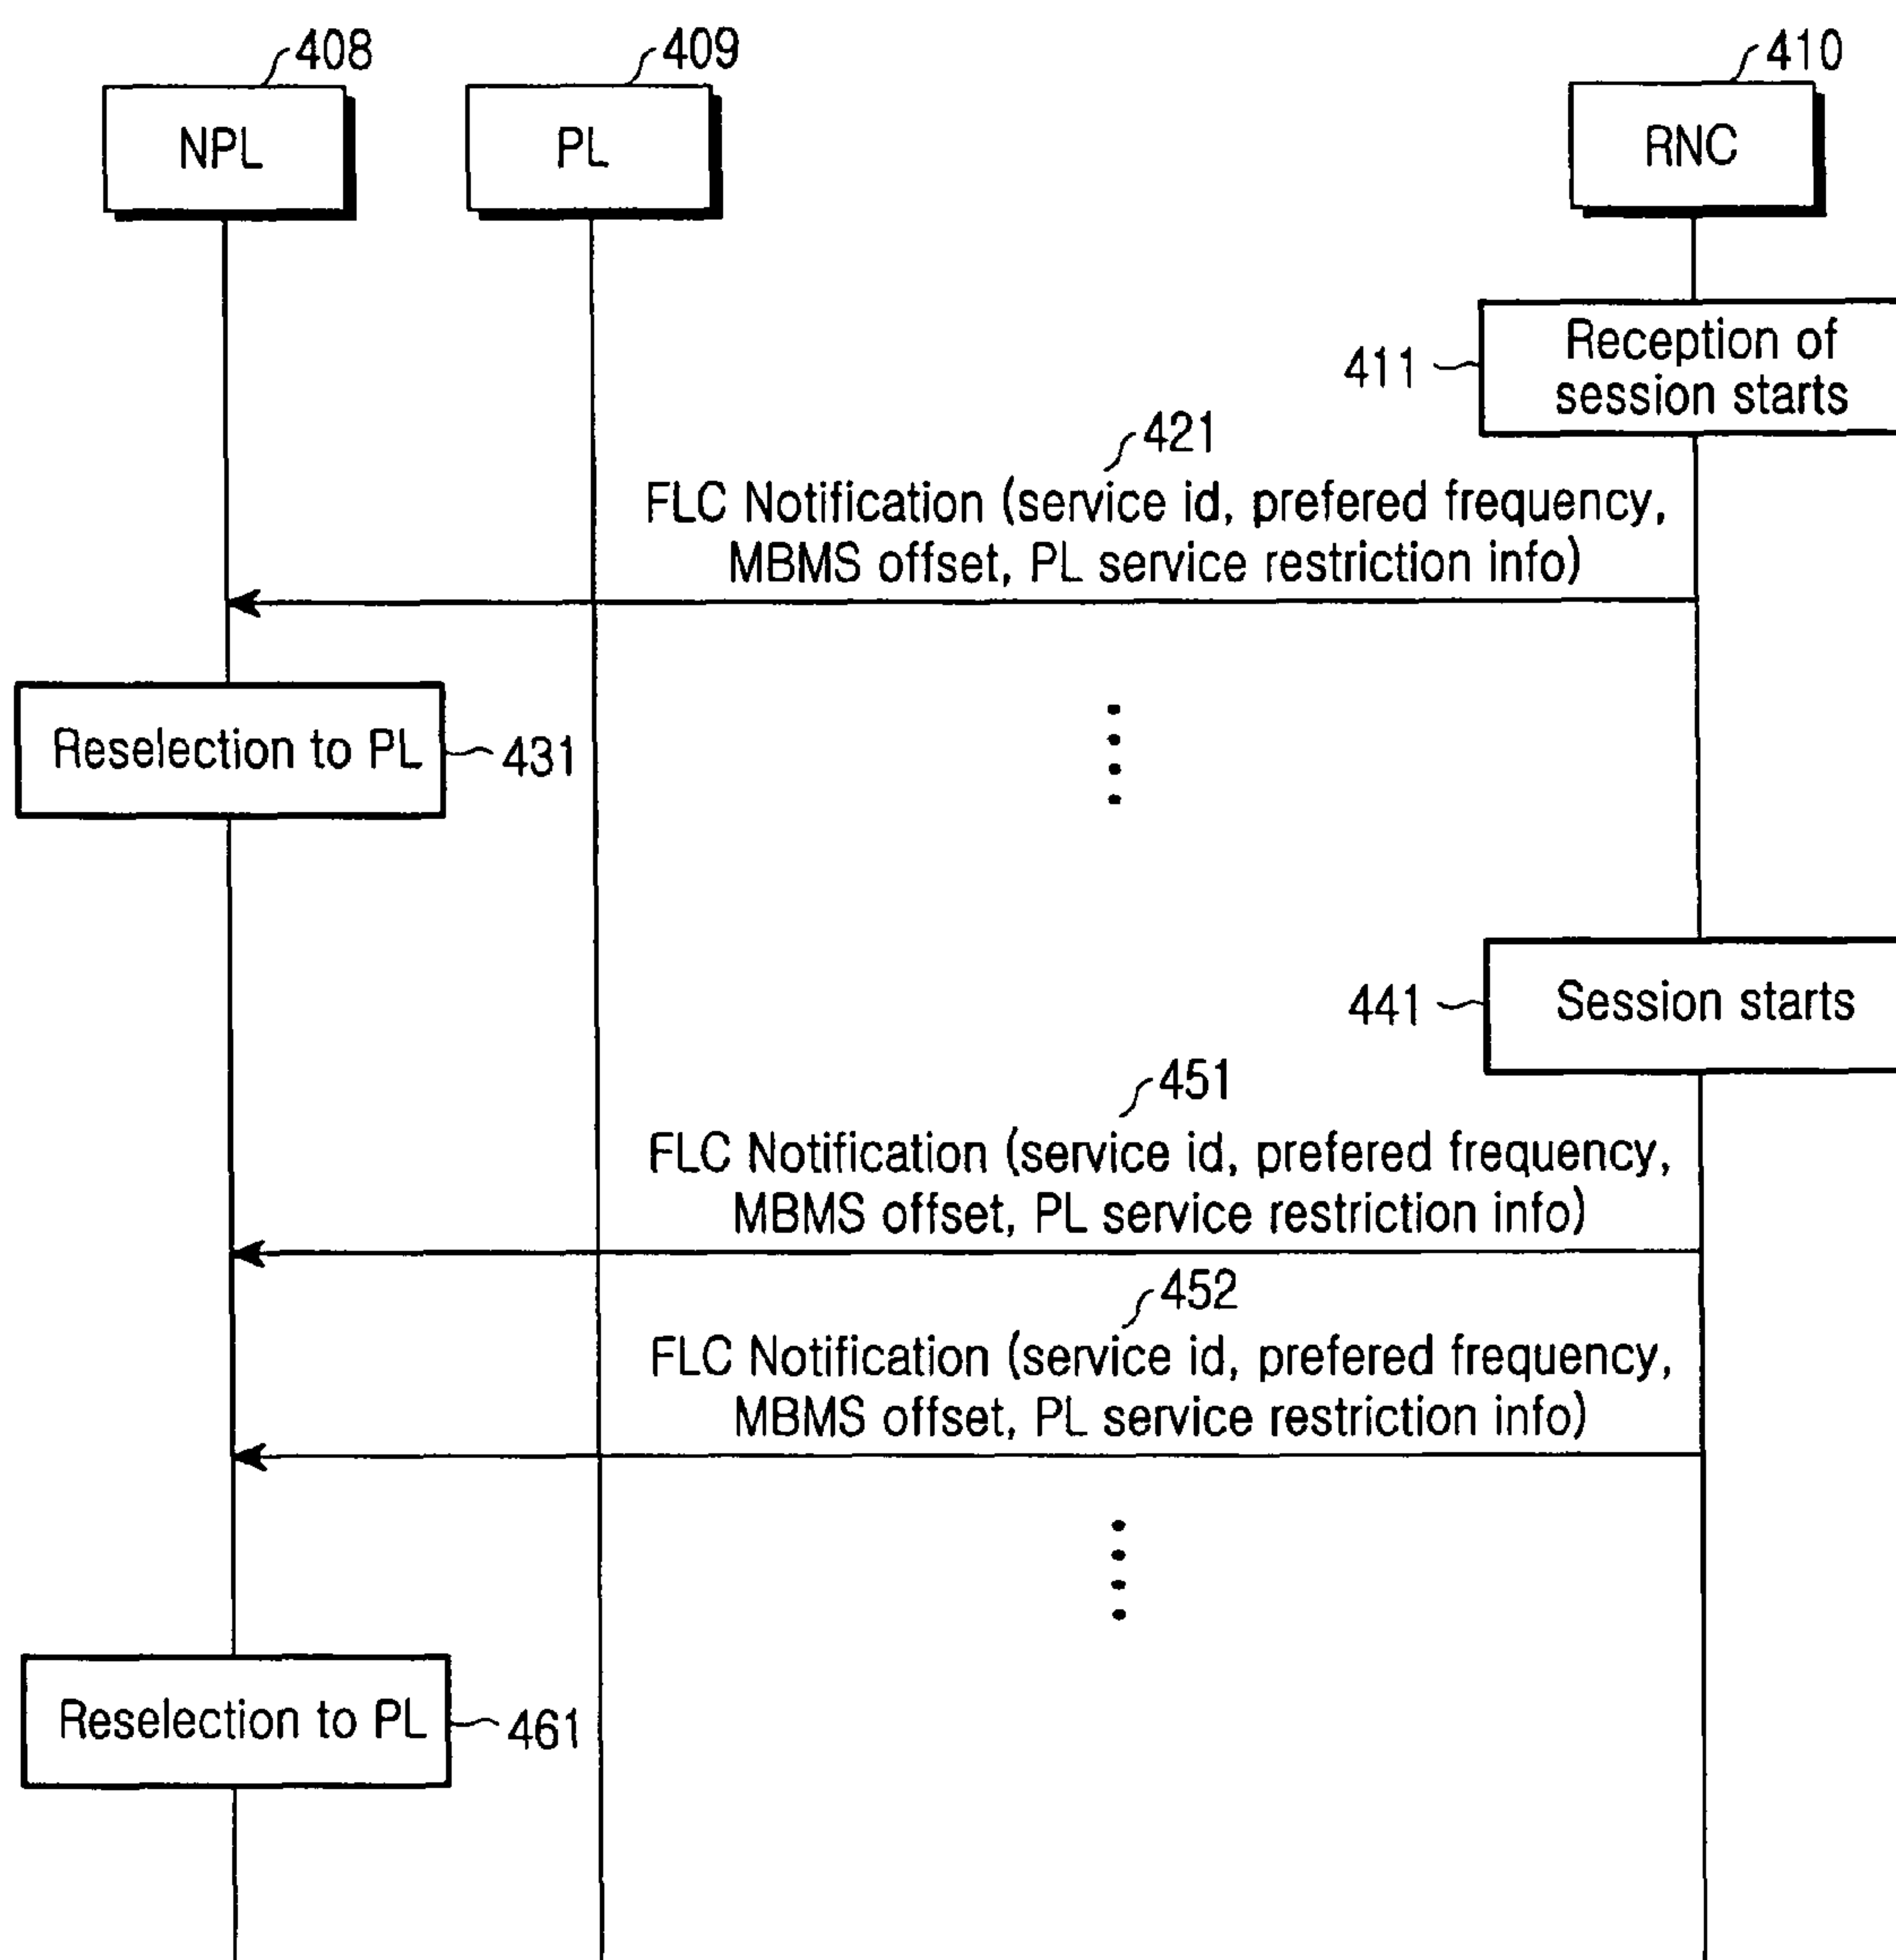 408
409
410
NPL
PL
RNC
Reception of
session starts
411
421
FLC Notification (service id, prefered frequency,
MBMS offset, PL service restriction info)
Reselection to PL
431
Session starts
441
451
FLC Notification (service id, prefered frequency,
MBMS offset, PL service restriction info)
452
FLC Notification (service id, prefered frequency,
MBMS offset, PL service restriction info)
Reselection to PL
461